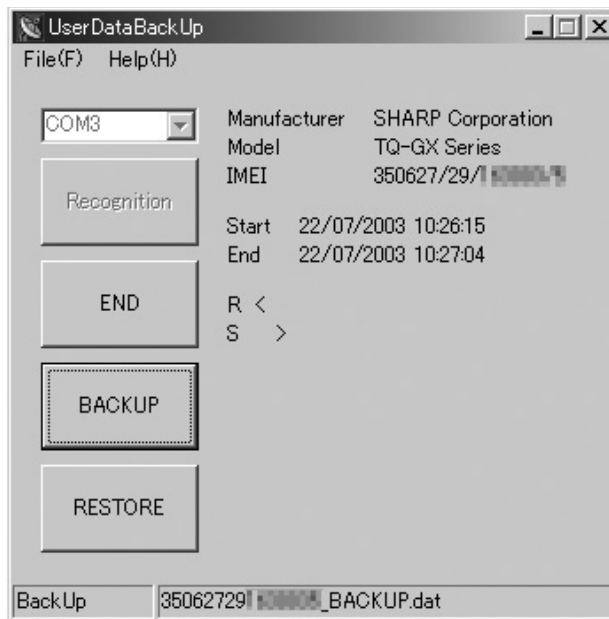 UserDataBackUp
File(F) Help(H)
COM3
Recognition
END
BACKUP
RESTORE
Manufacturer SHARP Corporation
Model TQ-GX Series
IMEI 350627/29/
Start 22/07/2003 10:26:15
End 22/07/2003 10:27:04
R <
S >
BackUp 35062729 _BACKUP.dat